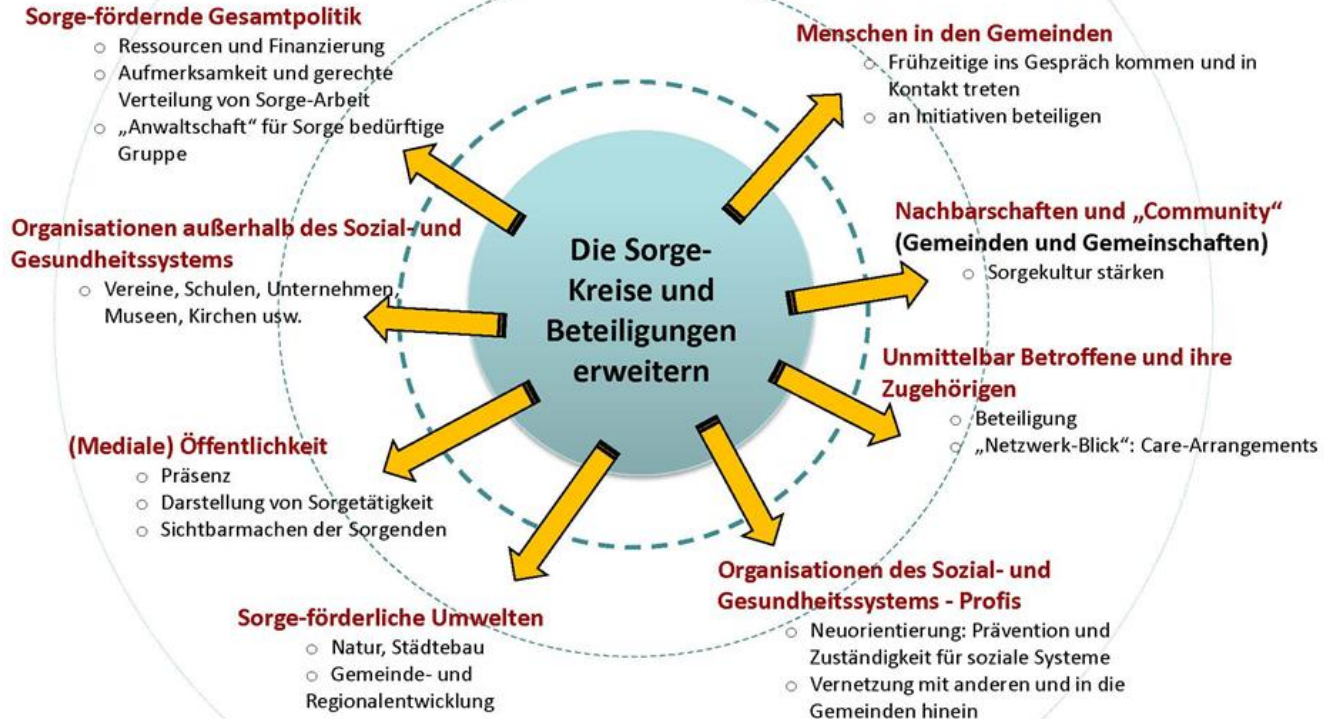 Sorge-fördernde Gesamtpolitik
○ Ressourcen und Finanzierung
○ Aufmerksamkeit und gerechte
Verteilung von Sorge-Arbeit
○ „Anwaltschaft“ für Sorge bedürftige
Gruppe
Menschen in den Gemeinden
○ Frühzeitige ins Gespräch kommen und in
Kontakt treten
○ an Initiativen beteiligen
Organisationen außerhalb des Sozial- und
Gesundheitssystems
○ Vereine, Schulen, Unternehmen,
Museen, Kirchen usw.
Die Sorge-
Kreise und
Beteiligungen
erweitern
Nachbarschaften und „Community“
(Gemeinden und Gemeinschaften)
○ Sorgekultur stärken
Unmittelbar Betroffene und ihre
Zugehörigen
○ Beteiligung
○ „Netzwerk-Blick“: Care-Arrangements
(Mediale) Öffentlichkeit
○ Präsenz
○ Darstellung von Sorgetätigkeit
○ Sichtbarmachen der Sorgenden
Sorge-förderliche Umwelten
○ Natur, Städtebau
○ Gemeinde- und
Regionalentwicklung
Organisationen des Sozial- und
Gesundheitssystems - Profis
○ Neuorientierung: Prävention und
Zuständigkeit für soziale Systeme
○ Vernetzung mit anderen und in die
Gemeinden hinein